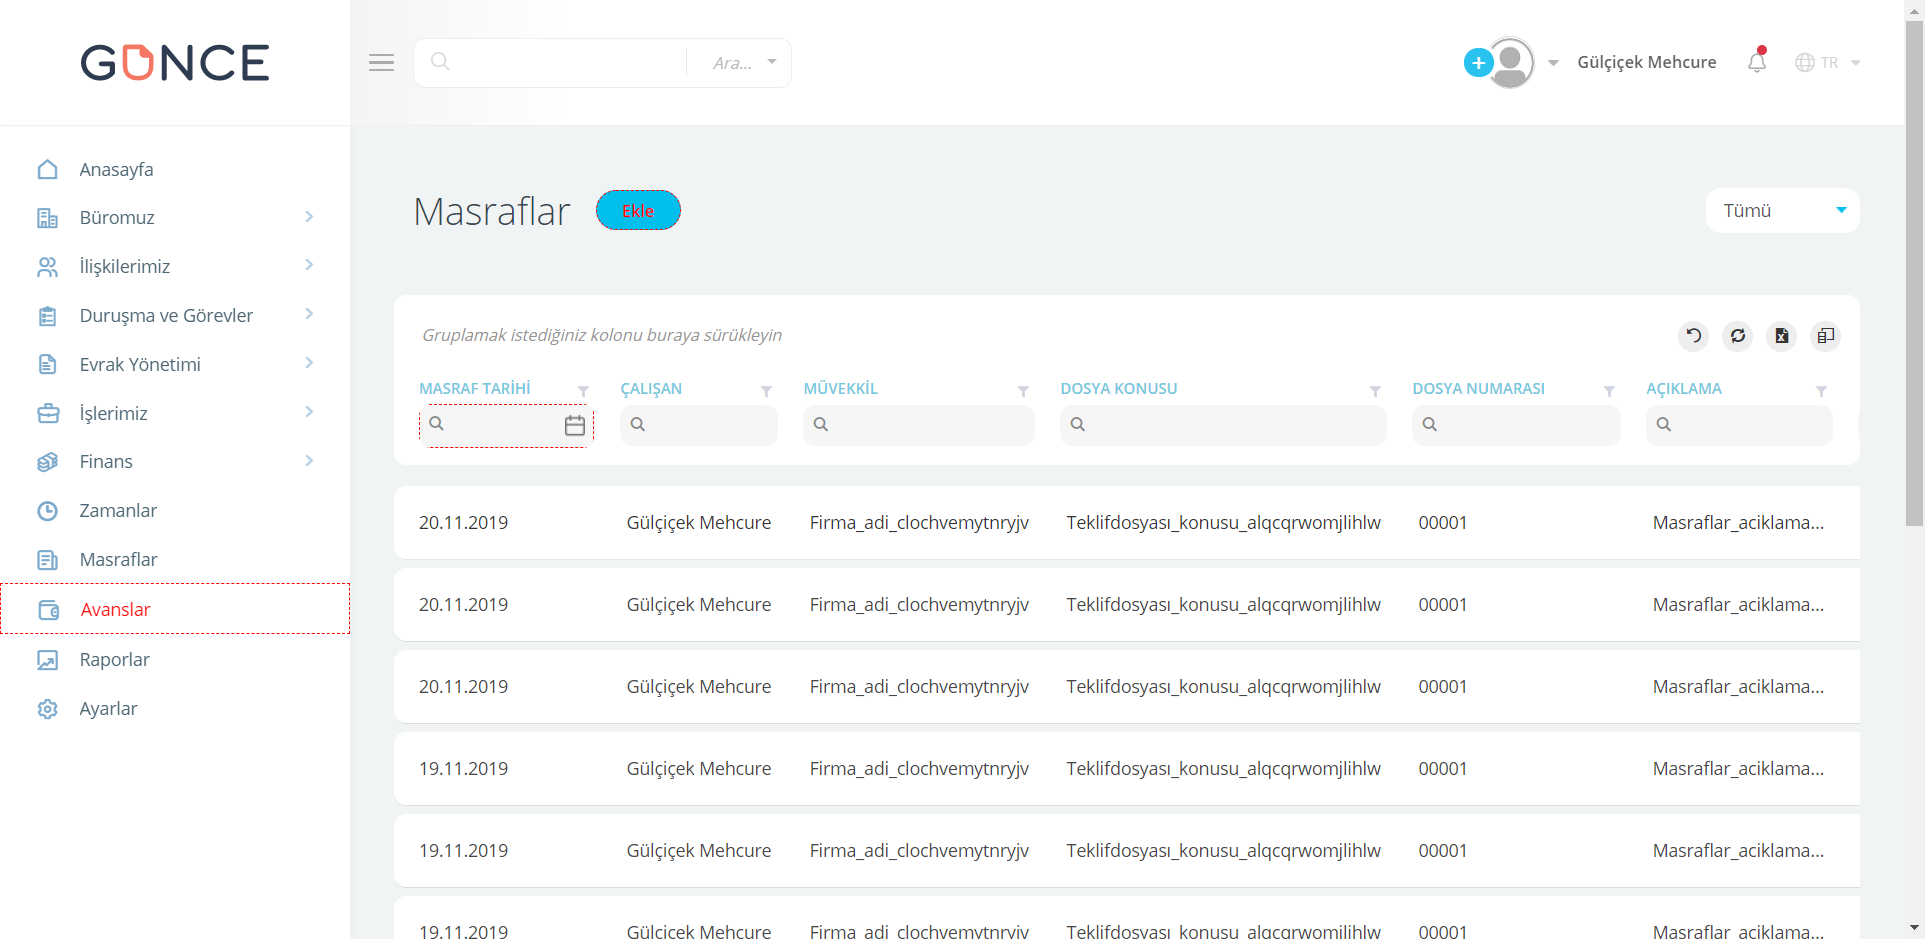 GÜNCE
Ara...
Gülçiçek Mehcure
TR
Anasayfa
Büromuz
İlişkilerimiz
Duruşma ve Görevler
Evrak Yönetimi
İşlerimiz
Finans
Zamanlar
Masraflar
Avanslar
Raporlar
Ayarlar
Masraflar
Ekle
Tümü
Gruplamak istediğiniz kolonu buraya sürükleyin
MASRAF TARİHİ ÇALIŞAN MÜVEKKİL DOSYA KONUSU DOSYA NUMARASI AÇIKLAMA
20.11.2019 Gülçiçek Mehcure Firma_adi_clochvemytnryjv Teklifdosyası_konusu_alqcqrwomjlihlw 00001 Masraflar_aciklama...
20.11.2019 Gülçiçek Mehcure Firma_adi_clochvemytnryjv Teklifdosyası_konusu_alqcqrwomjlihlw 00001 Masraflar_aciklama...
20.11.2019 Gülçiçek Mehcure Firma_adi_clochvemytnryjv Teklifdosyası_konusu_alqcqrwomjlihlw 00001 Masraflar_aciklama...
19.11.2019 Gülçiçek Mehcure Firma_adi_clochvemytnryjv Teklifdosyası_konusu_alqcqrwomjlihlw 00001 Masraflar_aciklama...
19.11.2019 Gülçiçek Mehcure Firma_adi_clochvemytnryjv Teklifdosyası_konusu_alqcqrwomjlihlw 00001 Masraflar_aciklama...
19.11.2019 Gülçiçek Mehcure Firma_adi_clochvemytnryjv Teklifdosyası_konusu_alqcqrwomjlihlw 00001 Masraflar_aciklama...